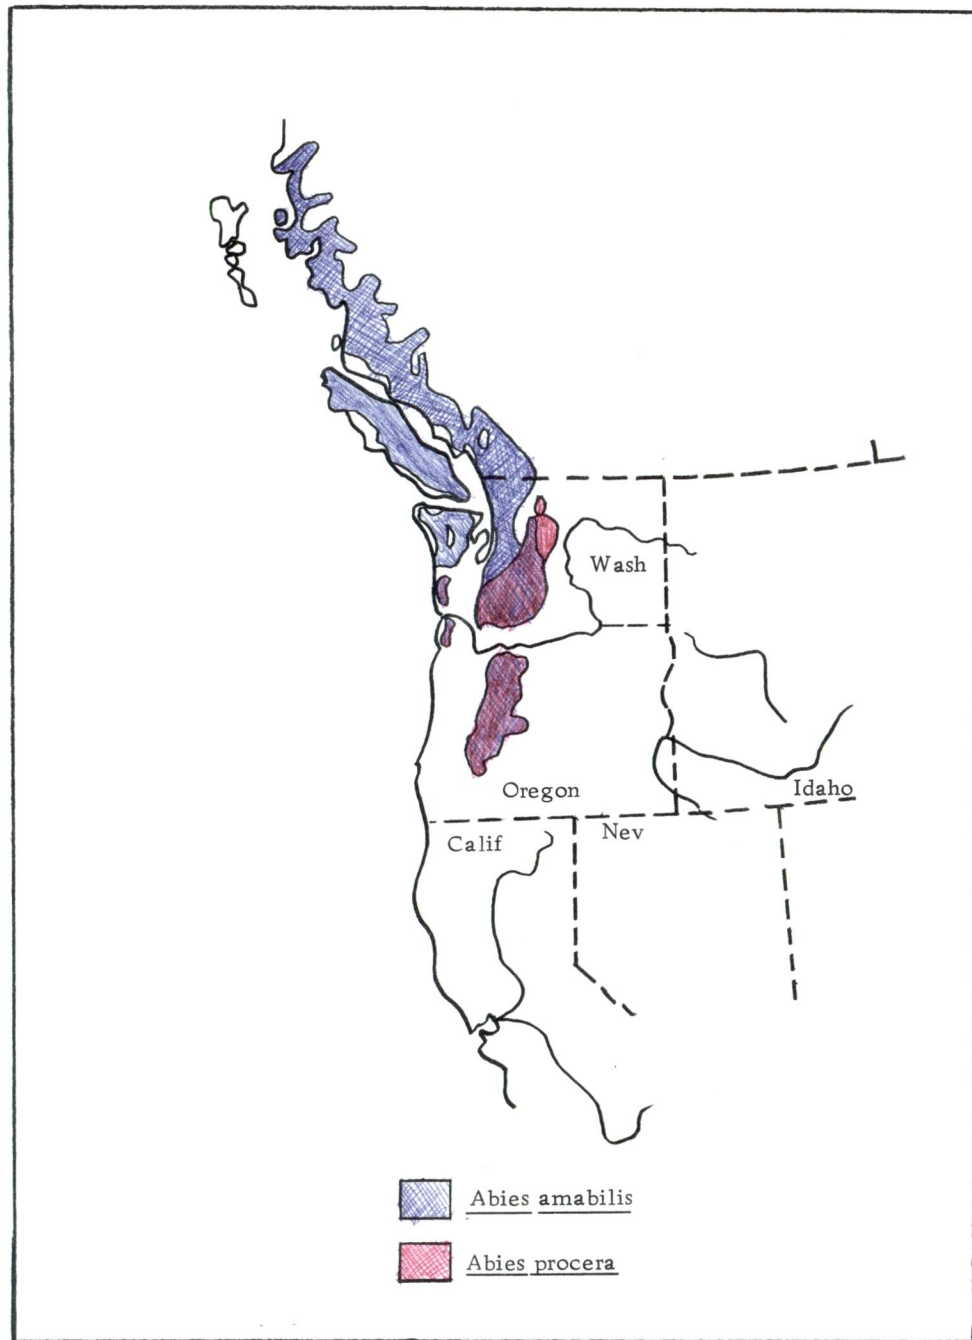 Wash
Oregon
Idaho
Calif
Nev
Abies amabilis
Abies procera